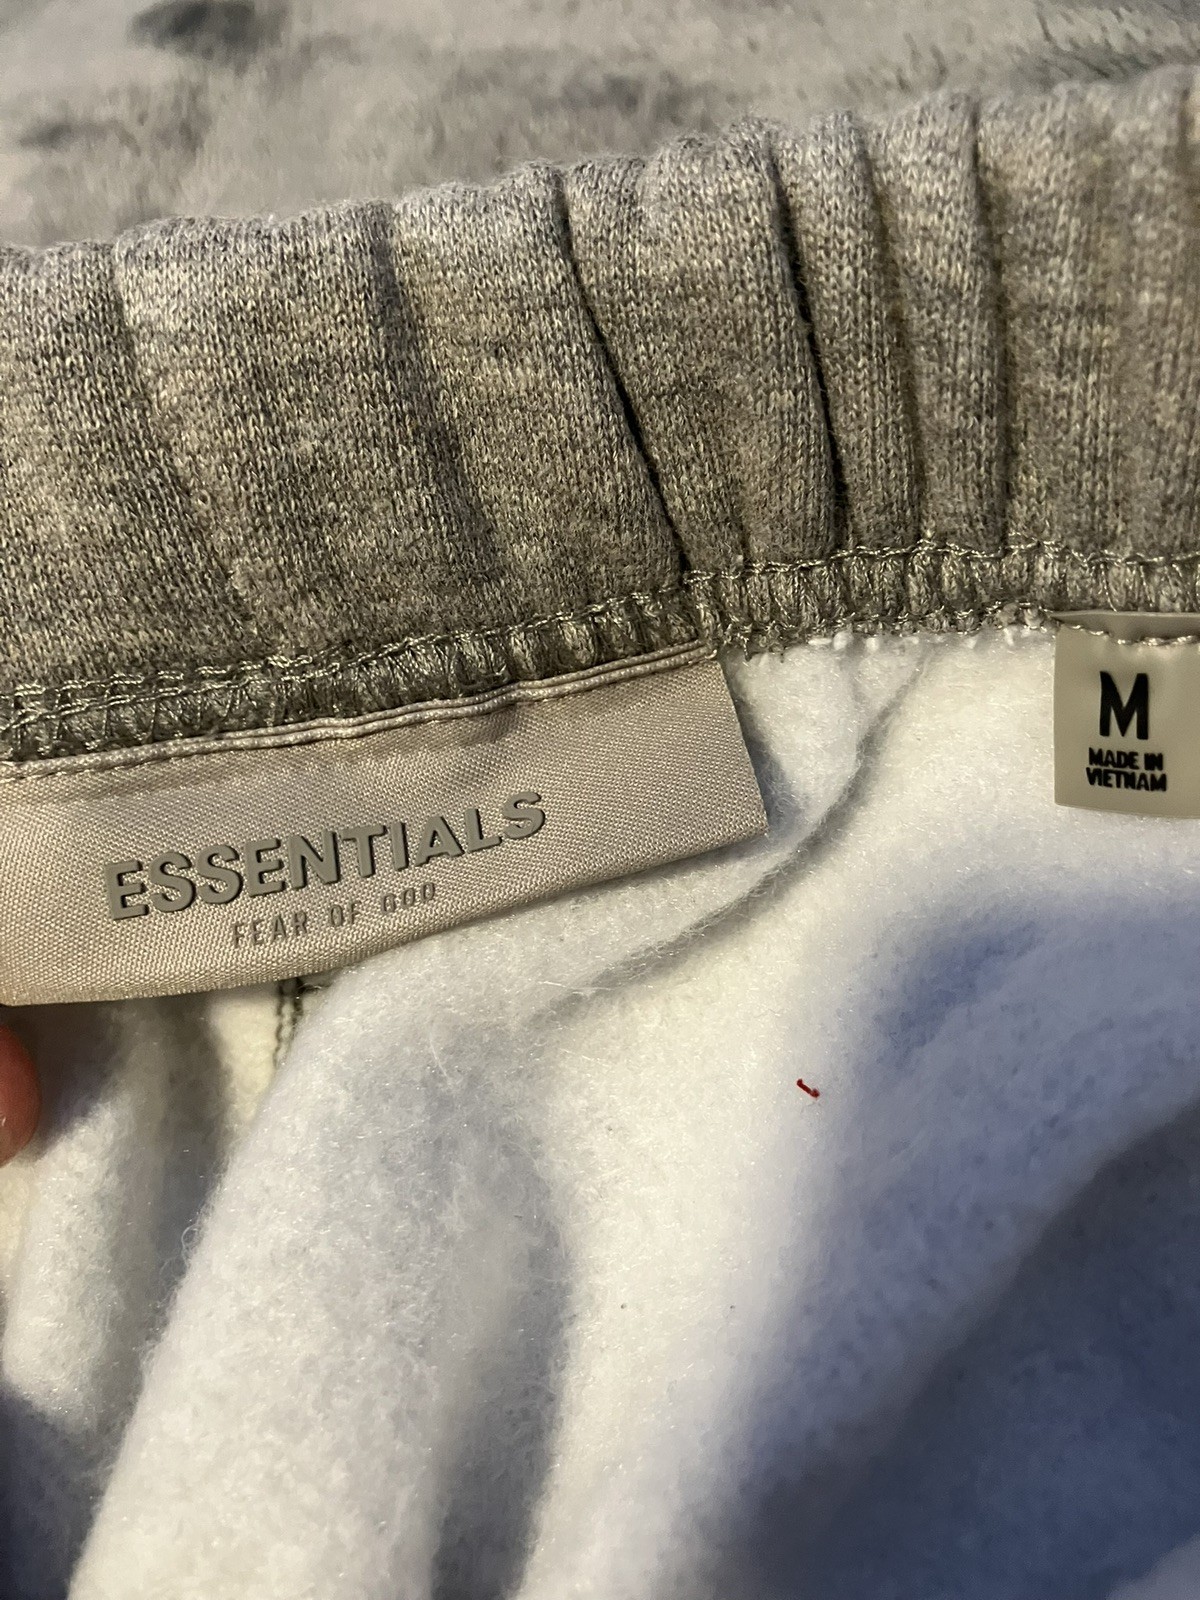 ESSENTIALS
FEAR OF GOD
M
MADE IN
VIETNAM